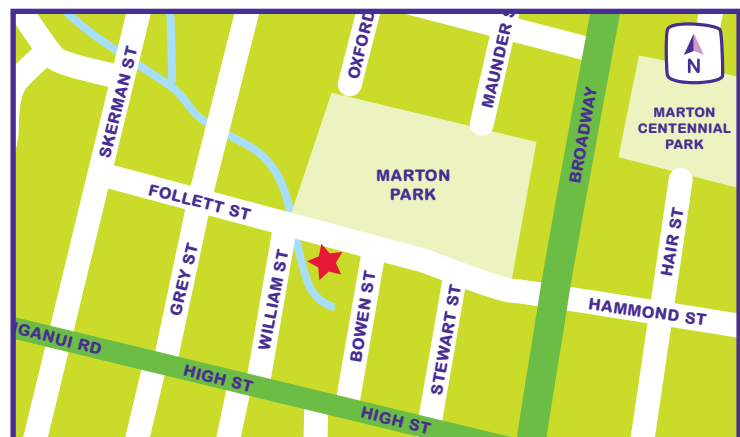 OXFORD
MAUNDER S
N
SKERMAN ST
BROADWAY
MARTON
CENTENNIAL
PARK
MARTON
PARK
FOLLETT ST
HAIR ST
GREY ST
WILLIAM ST
BOWEN ST
STEWART ST
HAMMOND ST
NGANUI RD
HIGH ST
HIGH ST